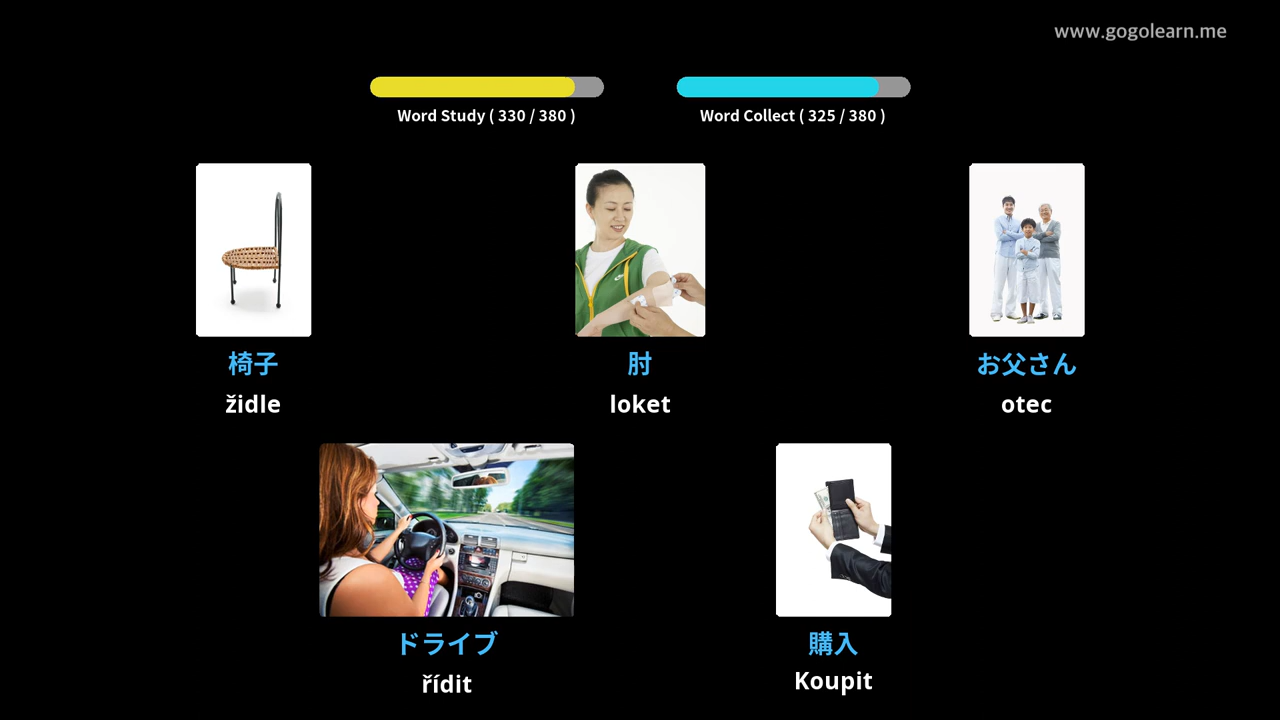 www.gogolearn.me
Word Study ( 330 / 380 )
Word Collect ( 325 / 380 )
椅子
židle
肘
loket
お父さん
otec
ドライブ
řídit
購入
Koupit